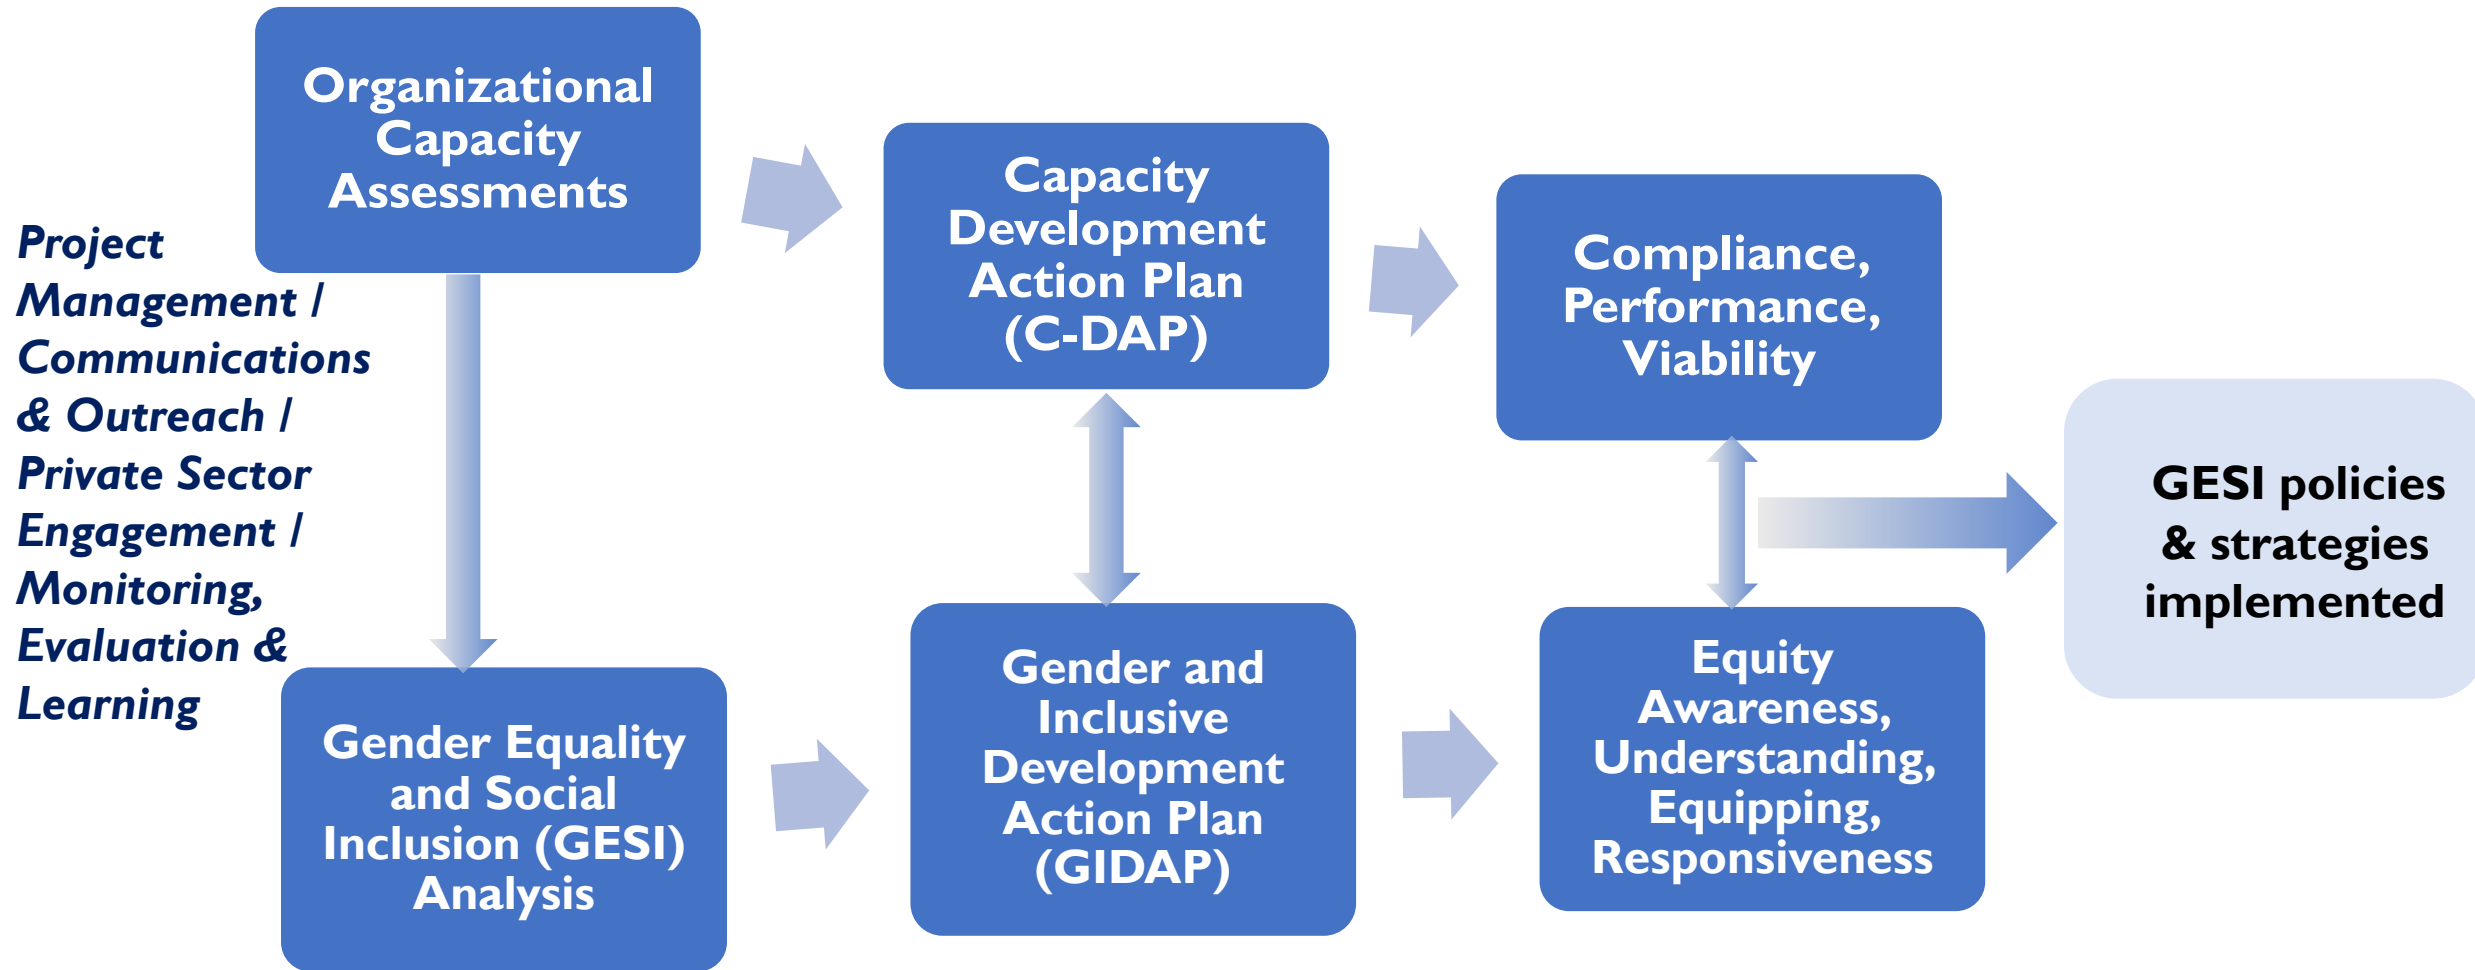 Project
Management /
Communications
& Outreach /
Private Sector
Engagement /
Monitoring,
Evaluation &
Learning
Organizational
Capacity
Assessments
Capacity
Development
Action Plan
(C-DAP)
Compliance,
Performance,
Viability
Gender Equality
and Social
Inclusion (GESI)
Analysis
Gender and
Inclusive
Development
Action Plan
(GIDAP)
Equity
Awareness,
Understanding,
Equipping,
Responsiveness
GESI policies
& strategies
implemented